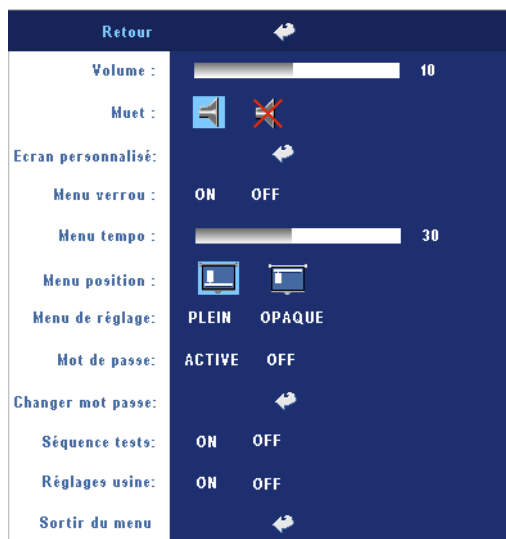 Retour
Volume : 10
Muet :
Ecran personnalisé:
Menu verrou : ON OFF
Menu tempo : 30
Menu position :
Menu de réglage: PLEIN OPAQUE
Mot de passe: ACTIVE OFF
Changer mot passe:
Séquence tests: ON OFF
Réglages usine: ON OFF
Sortir du menu